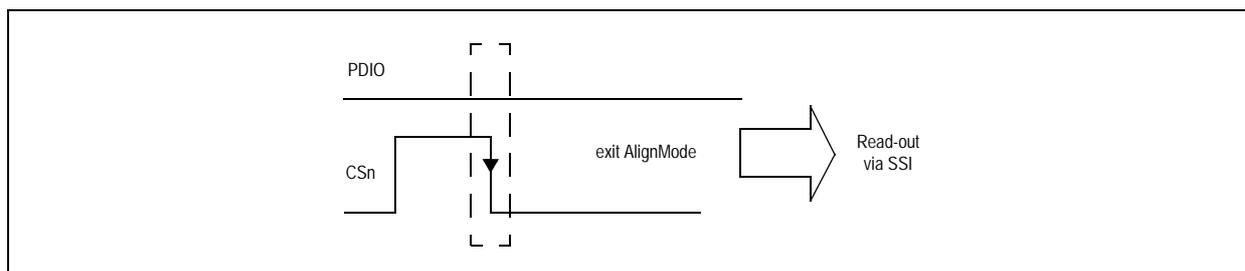 PDIO
CSn
exit AlignMode
Read-out
via SSI